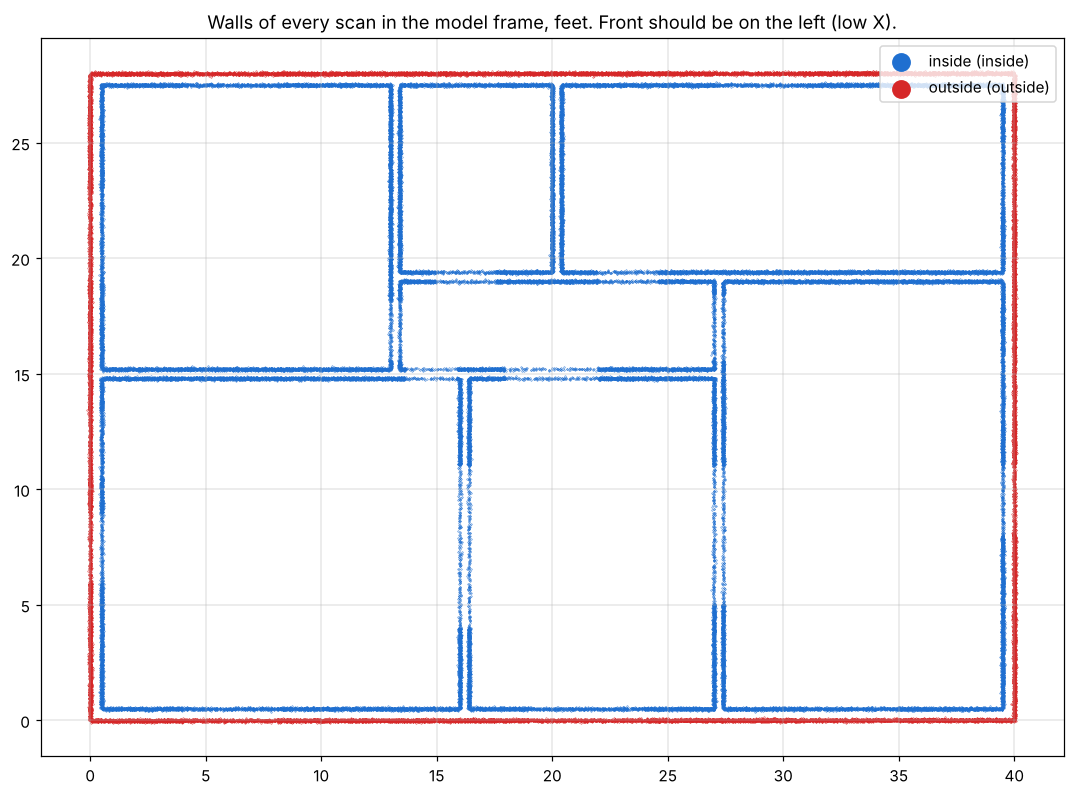 Walls of every scan in the model frame, feet. Front should be on the left (low X).
inside (inside)
outside (outside)
25
20
15
10
5
0
0 5 10 15 20 25 30 35 40